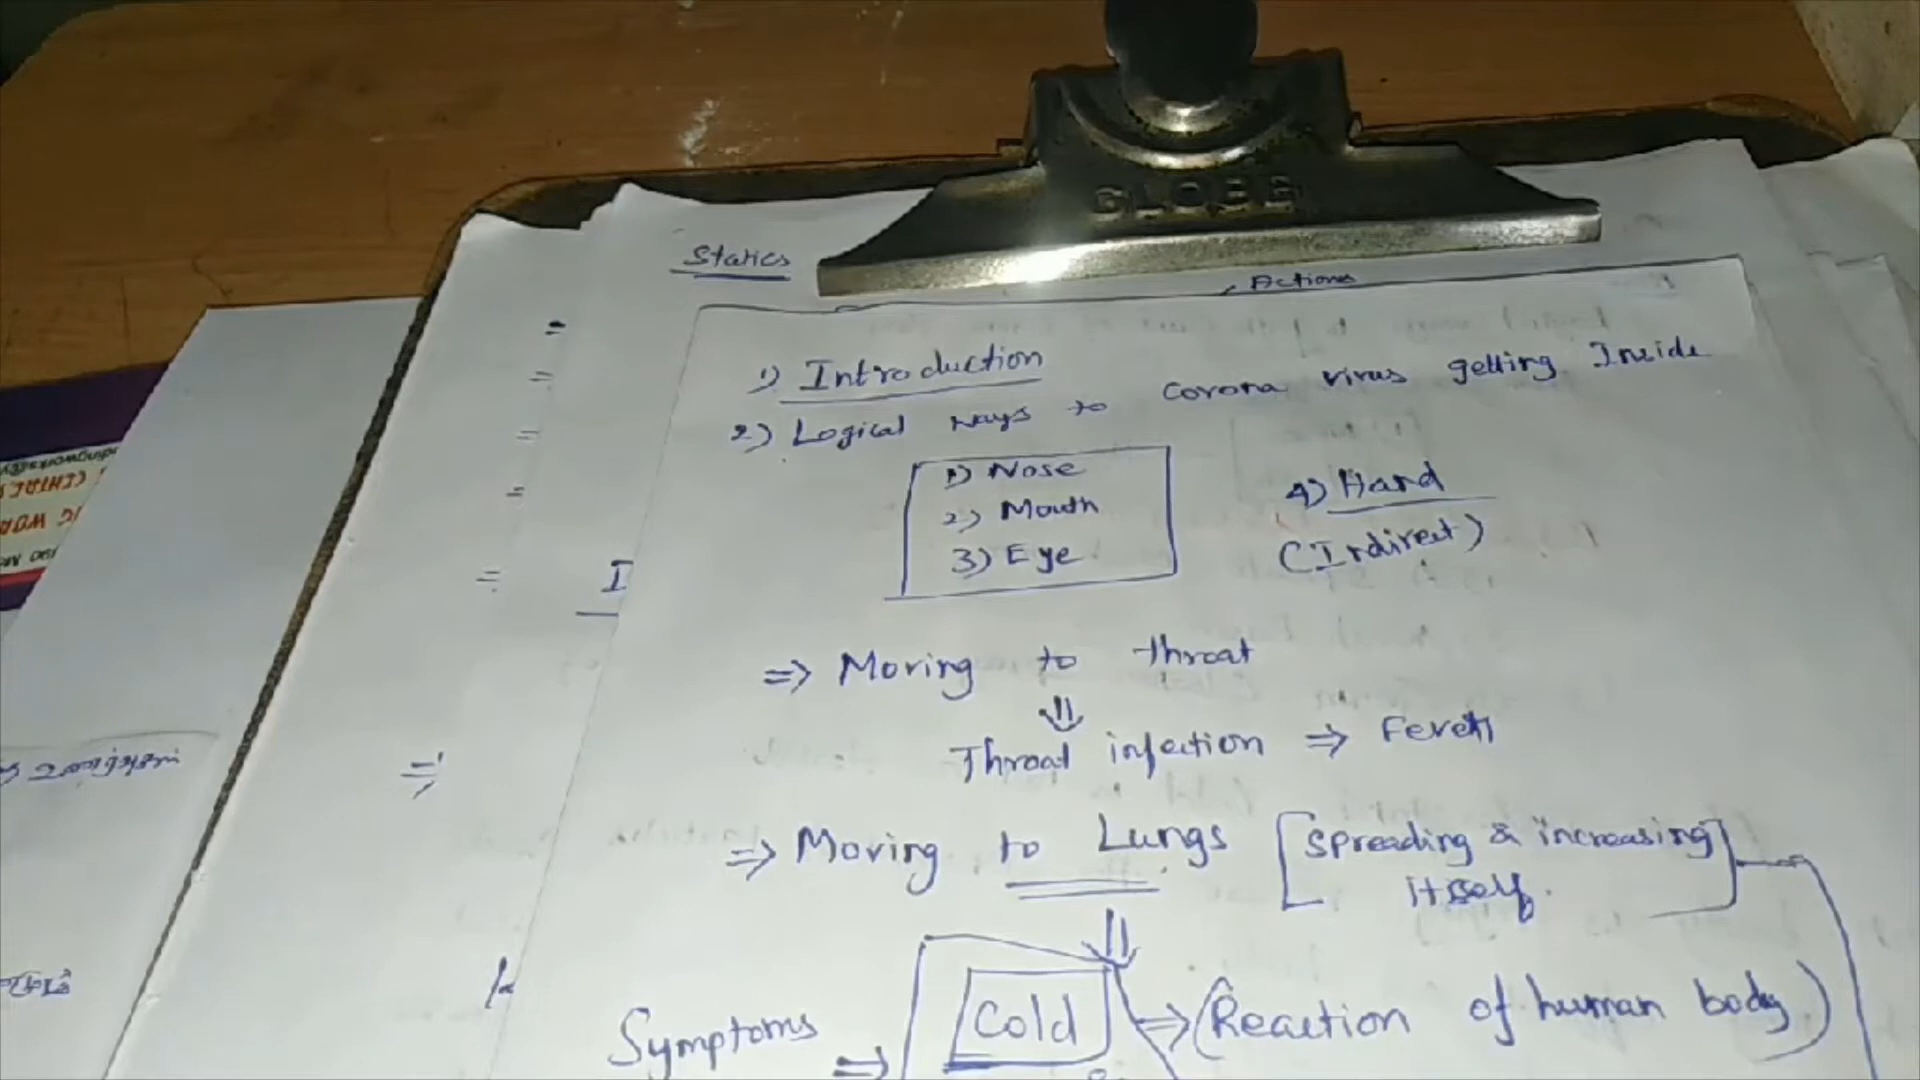 GLOBE
Statics
Actions
1) Introduction
2) Logical ways to corona virus getting Inside
1) Nose
2) Mouth
3) Eye
4) Hand
(Indirect)
⇒ Moving to throat
⇓
Throat infection ⇒ Fever
⇒ Moving to Lungs [spreading & increasing
itself.]
⇓
Symptoms ⇒ Cold ⇒ (Reaction of human body)